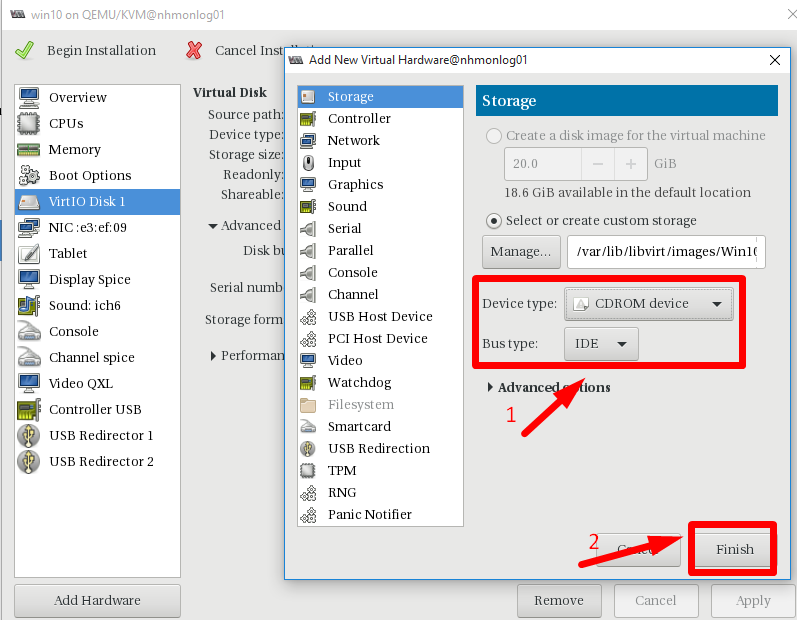 win10 on QEMU/KVM@nhmonlog01
Begin Installation
Cancel Inst
Overview
CPUs
Memory
Boot Options
VirtIO Disk 1
NIC :e3:ef:09
Tablet
Display Spice
Sound: ich6
Console
Channel spice
Video QXL
Controller USB
USB Redirector 1
USB Redirector 2
Add Hardware
Virtual Disk
Source path:
Device type:
Storage size:
Readonly:
Shareable:
Advanced
Disk bu
Serial numb
Storage form
Performan
Add New Virtual Hardware@nhmonlog01
Storage
Controller
Network
Input
Graphics
Sound
Serial
Parallel
Console
Channel
USB Host Device
PCI Host Device
Video
Watchdog
Filesystem
Smartcard
USB Redirection
TPM
RNG
Panic Notifier
Storage
Create a disk image for the virtual machine
20.0 − + GiB
18.6 GiB available in the default location
Select or create custom storage
Manage... /var/lib/libvirt/images/Win10
Device type: CDROM device
Bus type: IDE
Advanced options
1
2
Cancel Finish
Remove Cancel Apply